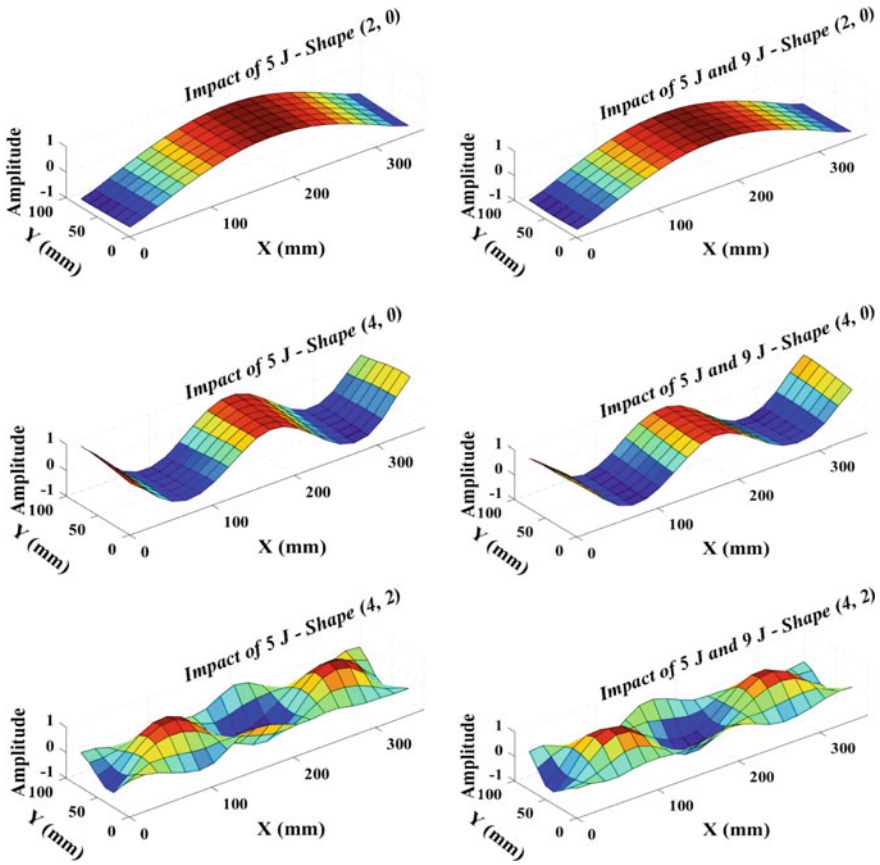 Impact of 5 J - Shape (2, 0)
Amplitude
1
0
-1
100
50
0
Y (mm)
0
100
200
300
X (mm)
Impact of 5 J and 9 J - Shape (2, 0)
Amplitude
1
0
-1
100
50
0
Y (mm)
0
100
200
300
X (mm)
Impact of 5 J - Shape (4, 0)
Amplitude
1
0
-1
100
50
0
Y (mm)
0
100
200
300
X (mm)
Impact of 5 J and 9 J - Shape (4, 0)
Amplitude
1
0
-1
100
50
0
Y (mm)
0
100
200
300
X (mm)
Impact of 5 J - Shape (4, 2)
Amplitude
1
0
-1
100
50
0
Y (mm)
0
100
200
300
X (mm)
Impact of 5 J and 9 J - Shape (4, 2)
Amplitude
1
0
-1
100
50
0
Y (mm)
0
100
200
300
X (mm)